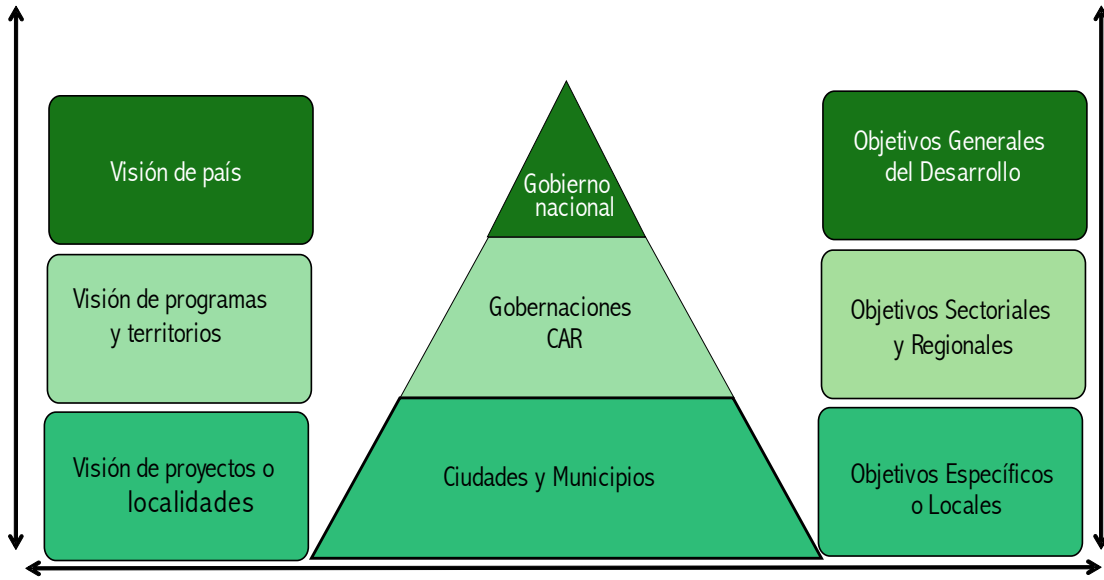 Visión de país
Gobierno
nacional
Objetivos Generales
del Desarrollo
Visión de programas
y territorios
Gobernaciones
CAR
Objetivos Sectoriales
y Regionales
Visión de proyectos o
localidades
Ciudades y Municipios
Objetivos Específicos
o Locales